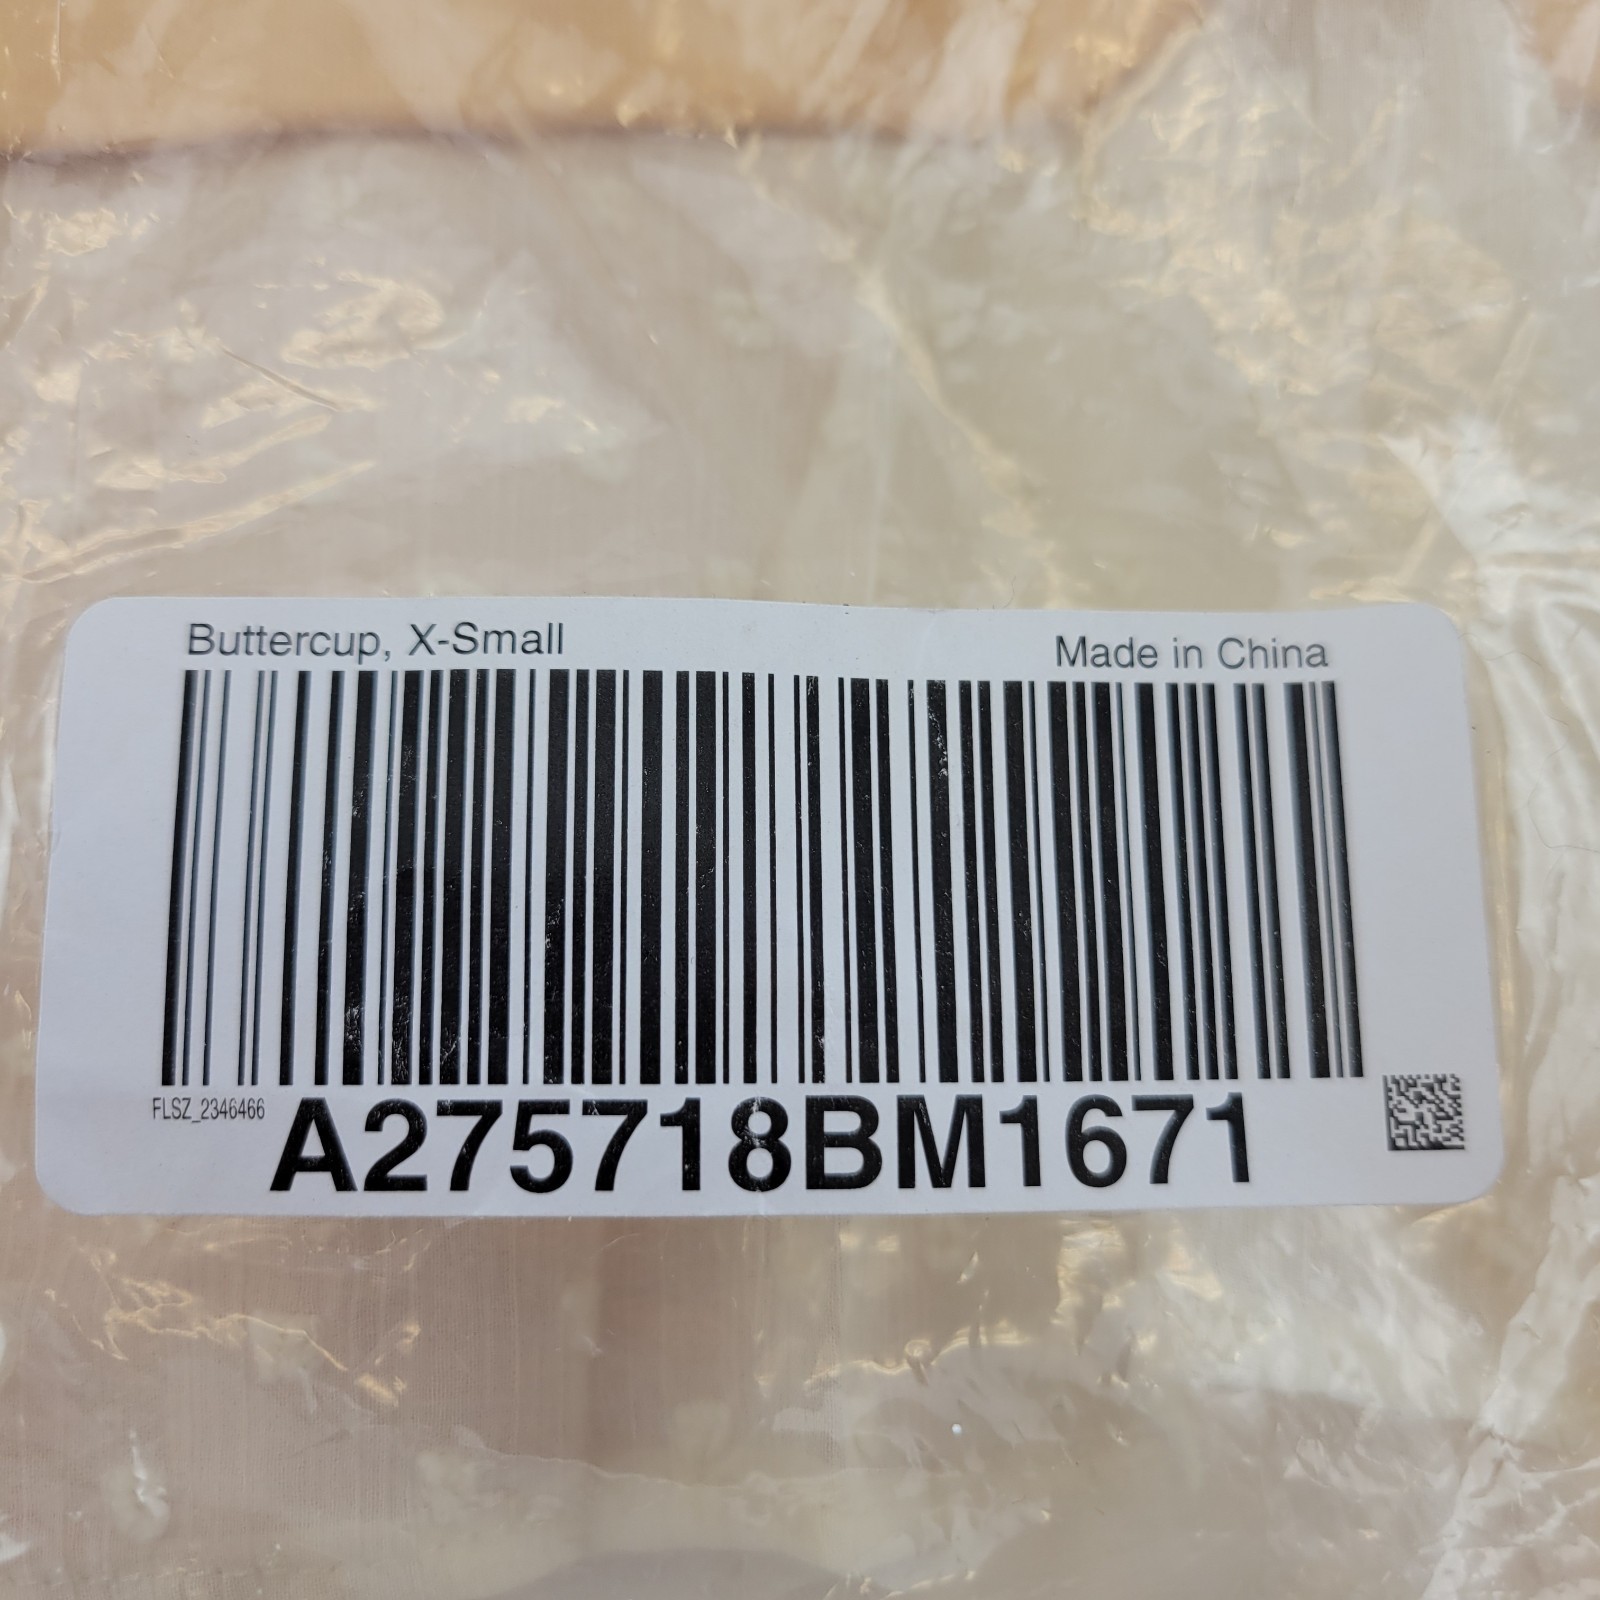 Buttercup, X-Small
Made in China
FLSZ_2346466
A275718BM1671